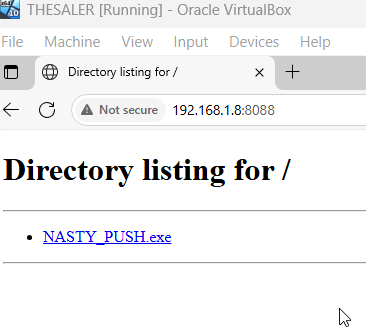 THESALER [Running] - Oracle VirtualBox
File Machine View Input Devices Help
Directory listing for /
Not secure 192.168.1.8:8088
Directory listing for /
NASTY_PUSH.exe